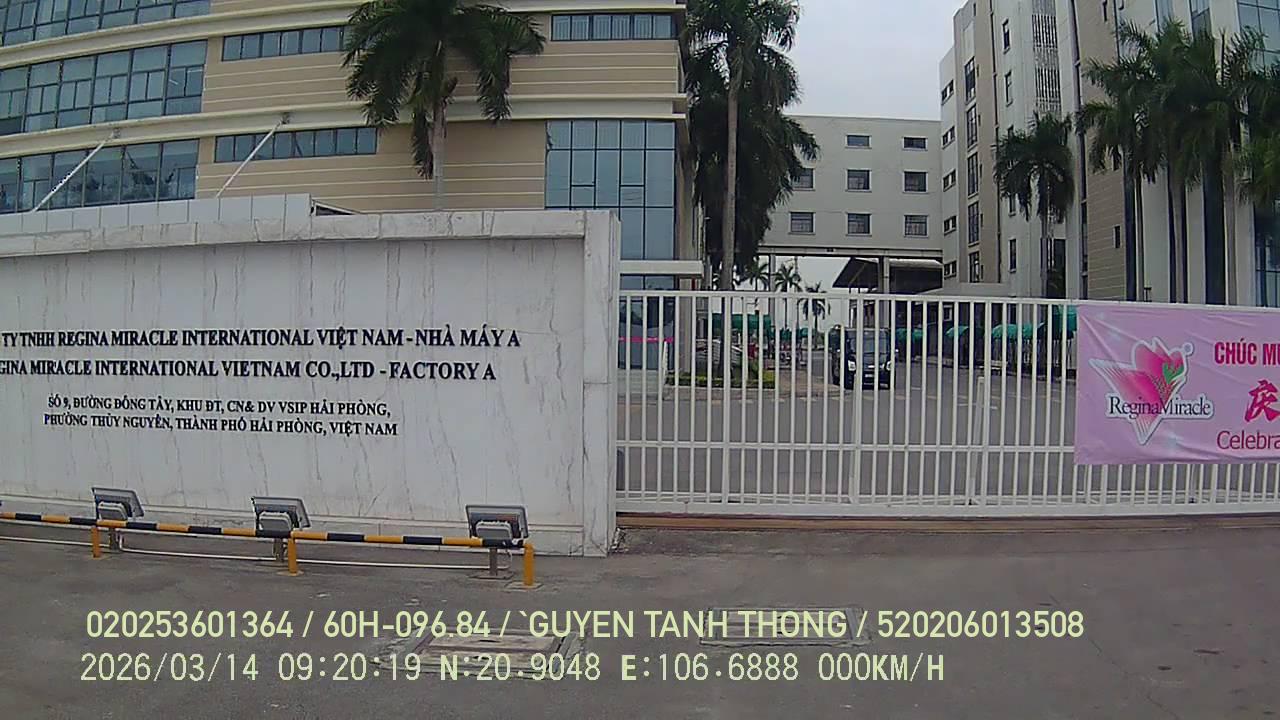 TY TNHH REGINA MIRACLE INTERNATIONAL VIỆT NAM - NHÀ MÁY A
GINA MIRACLE INTERNATIONAL VIETNAM CO.,LTD - FACTORY A
SỐ 9, ĐƯỜNG ĐÔNG TÂY, KHU ĐT, CN& DV VSIP HẢI PHÒNG,
PHƯỜNG THỦY NGUYÊN, THÀNH PHỐ HẢI PHÒNG, VIỆT NAM
CHÚC M
ReginaMiracle
庆
Celebra
020253601364 / 60H-096.84 / `GUYEN TANH THONG / 520206013508
2026/03/14 09:20:19 N:20.9048 E:106.6888 000KM/H